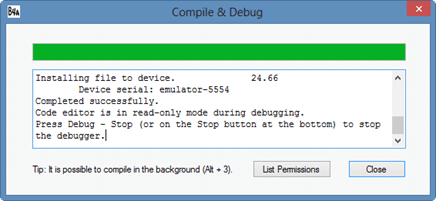 B4A
Compile & Debug
Installing file to device. 24.66
Device serial: emulator-5554
Completed successfully.
Code editor is in read-only mode during debugging.
Press Debug - Stop (or on the Stop button at the bottom) to stop
the debugger.
Tip: It is possible to compile in the background (Alt + 3).
List Permissions
Close